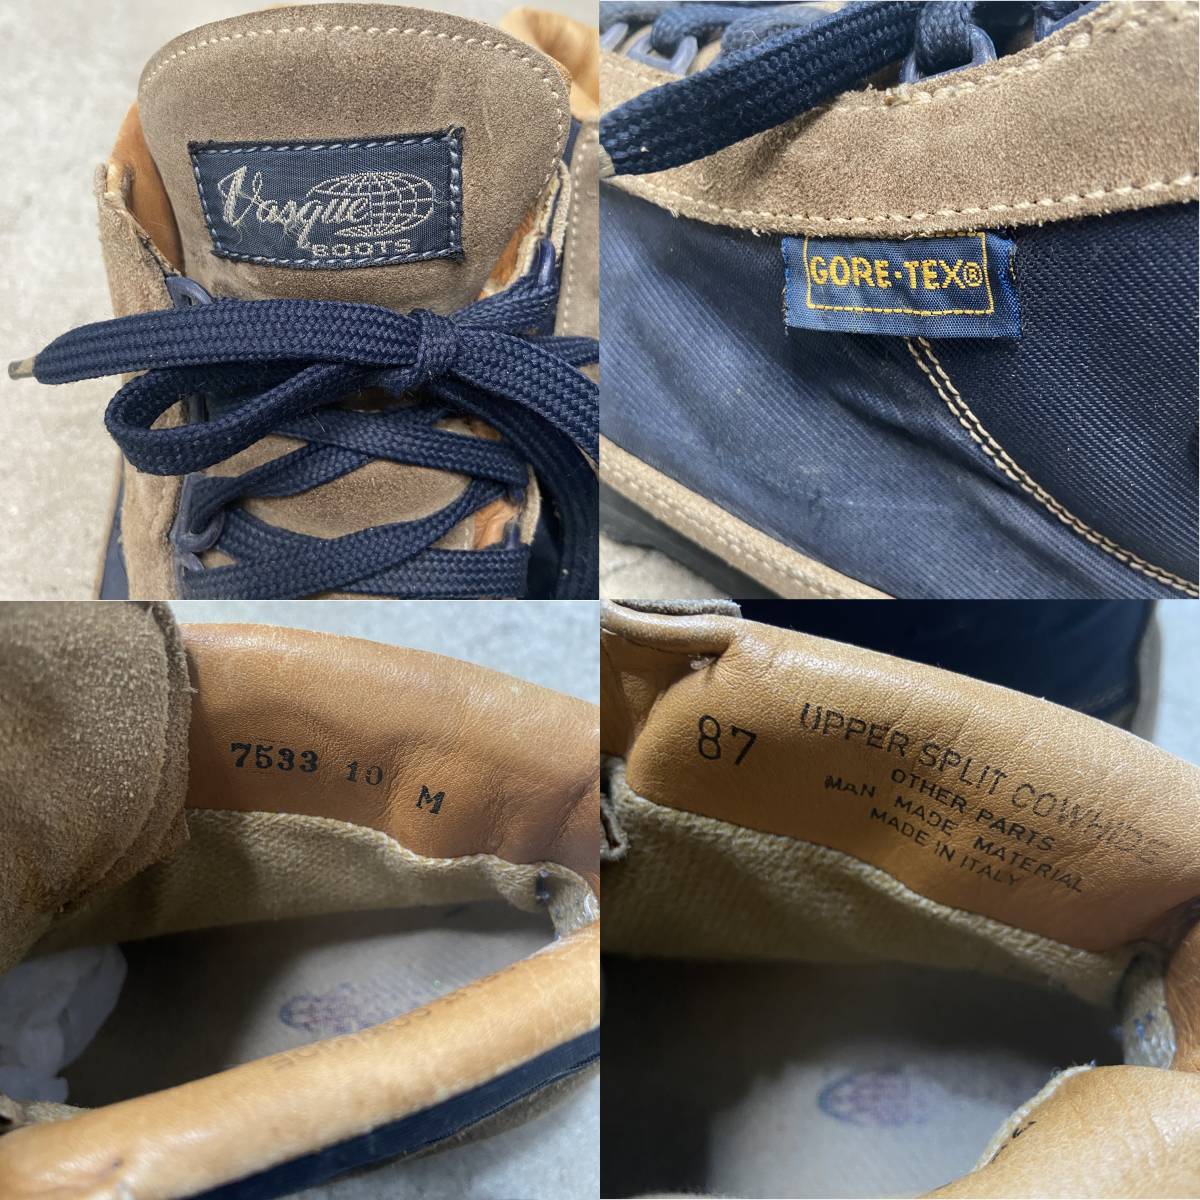 Vasque
BOOTS
GORE-TEX®
7533 10 M
87
UPPER SPLIT COWHIDE
OTHER PARTS
MAN MADE MATERIAL
MADE IN ITALY